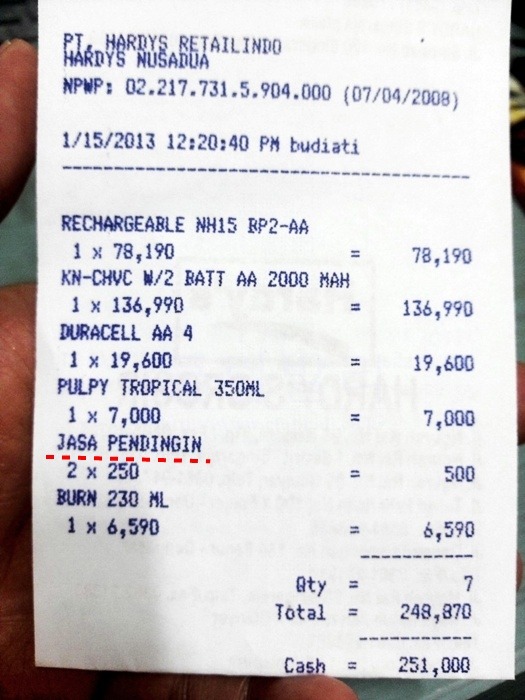 PT. HARDYS RETAILINDO
HARDYS NUSADUA
NPWP: 02.217.731.5.904.000 (07/04/2008)
1/15/2013 12:20:40 PM budiati
--------------------------------
RECHARGEABLE NH15 BP2-AA
1 x 78,190 = 78,190
KN-CHVC W/2 BATT AA 2000 MAH
1 x 136,990 = 136,990
DURACELL AA 4
1 x 19,600 = 19,600
PULPY TROPICAL 350ML
1 x 7,000 = 7,000
JASA PENDINGIN
2 x 250 = 500
BURN 230 ML
1 x 6,590 = 6,590
-----------
Qty = 7
Total = 248,870
-----------
Cash = 251,000